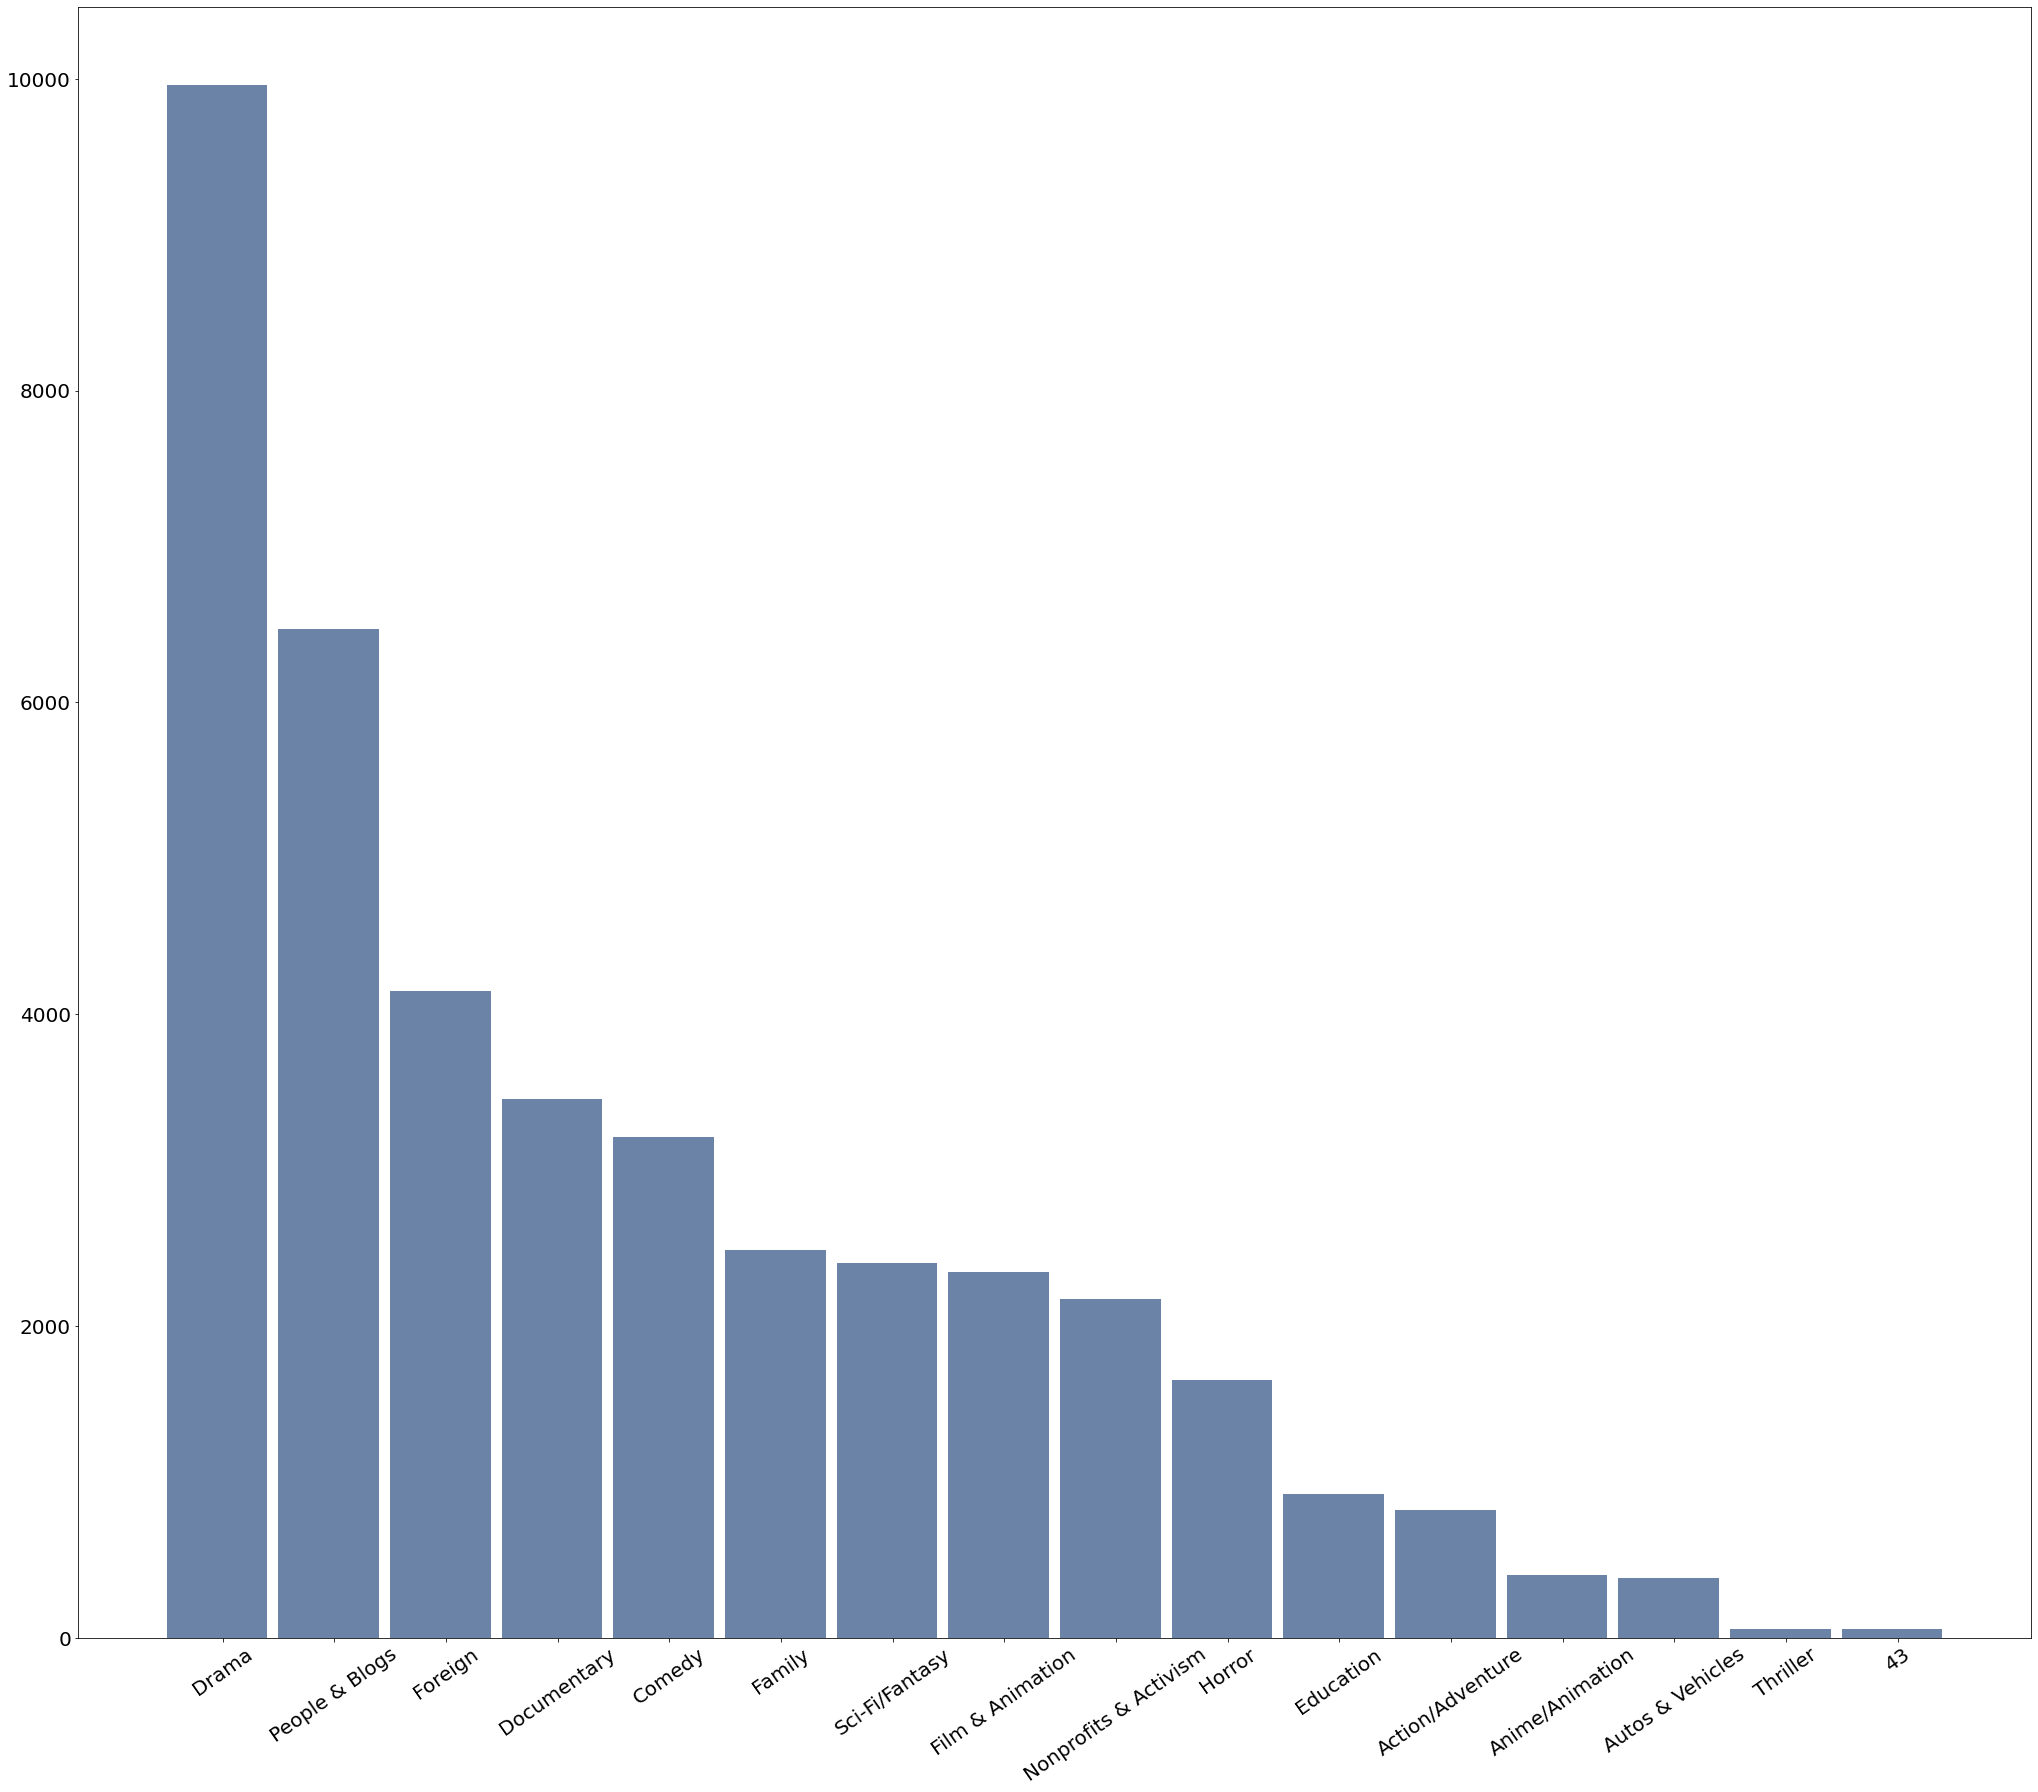 10000
8000
6000
4000
2000
0
Drama
People & Blogs
Foreign
Documentary
Comedy
Family
Sci-Fi/Fantasy
Film & Animation
Nonprofits & Activism
Horror
Education
Action/Adventure
Anime/Animation
Autos & Vehicles
Thriller
43